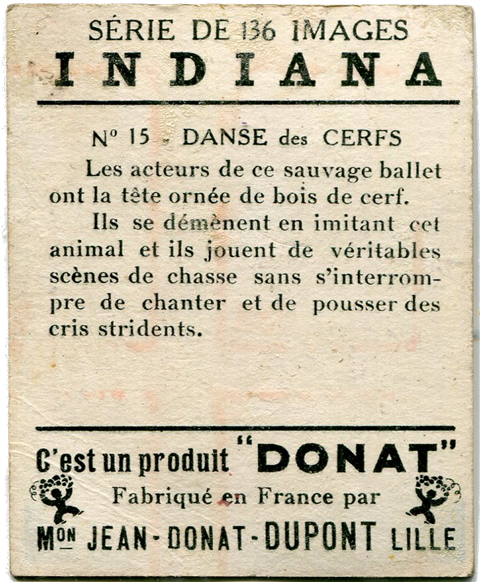 SÉRIE DE 136 IMAGES
INDIANA
Nº 15 - DANSE des CERFS
Les acteurs de ce sauvage ballet
ont la tête ornée de bois de cerf.
Ils se démènent en imitant cet
animal et ils jouent de véritables
scènes de chasse sans s'interrom-
pre de chanter et de pousser des
cris stridents.
C'est un produit "DONAT"
Fabriqué en France par
Mon JEAN-DONAT-DUPONT LILLE